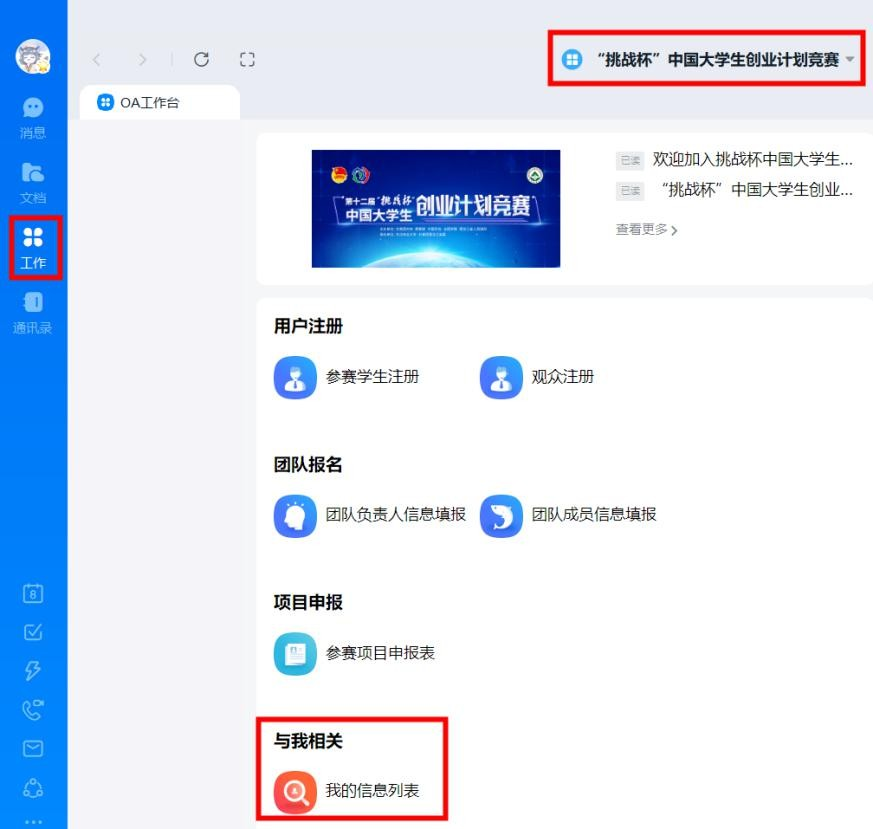 “挑战杯”中国大学生创业计划竞赛
OA工作台
消息
文档
工作
通讯录
8
“第十二届“挑战杯”
中国大学生创业计划竞赛”
已读 欢迎加入挑战杯中国大学生...
已读 “挑战杯”中国大学生创业...
查看更多
用户注册
参赛学生注册
观众注册
团队报名
团队负责人信息填报
团队成员信息填报
项目申报
参赛项目申报表
与我相关
我的信息列表